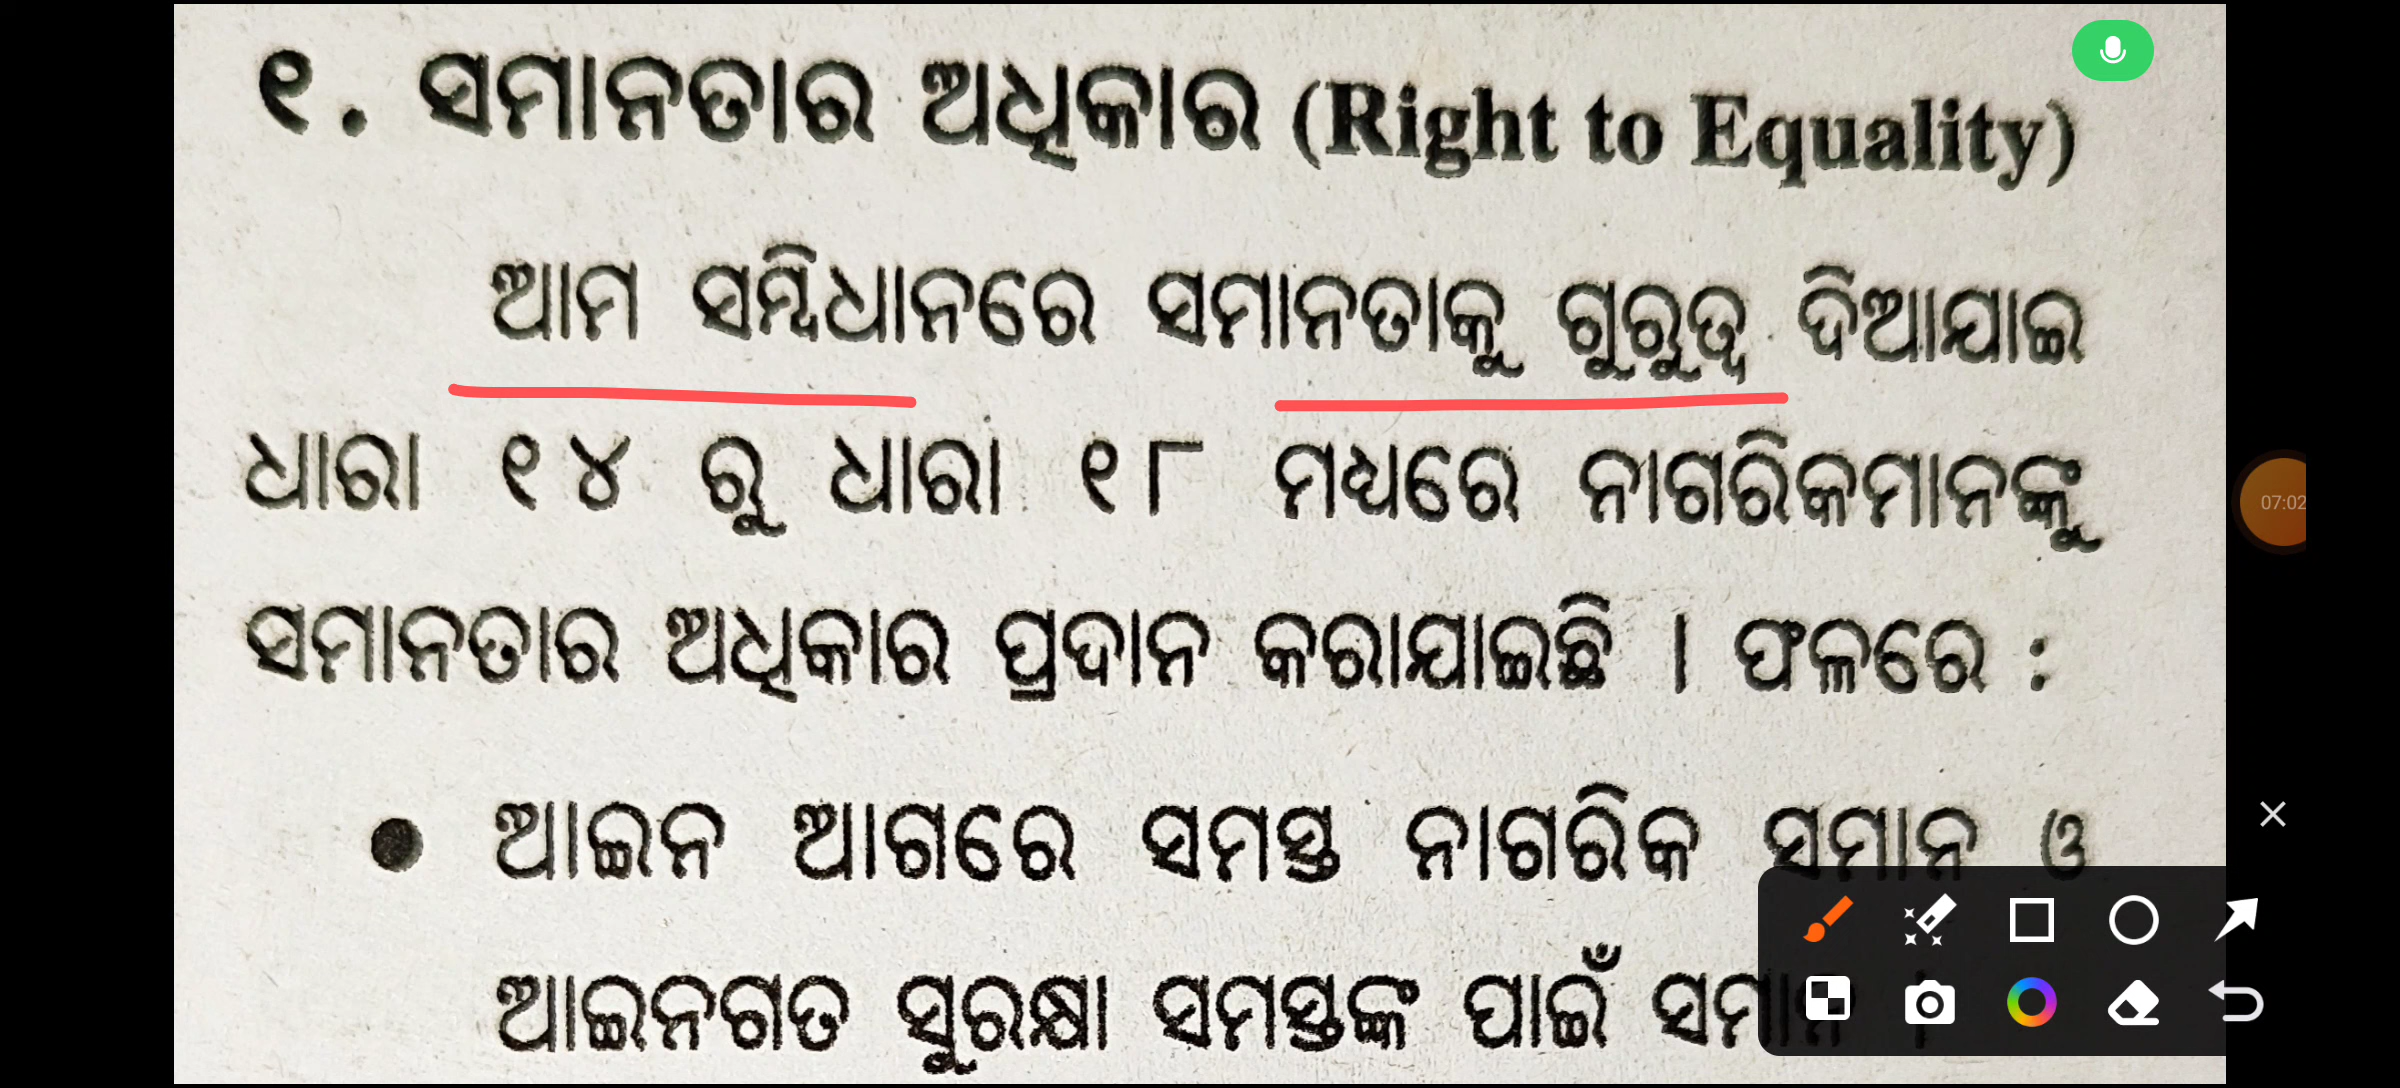 ୧. ସମାନତାର ଅଧିକାର (Right to Equality)
ଆମ ସମ୍ବିଧାନରେ ସମାନତାକୁ ଗୁରୁତ୍ୱ ଦିଆଯାଇ
ଧାରା ୧୪ ରୁ ଧାରା ୧୮ ମଧ୍ୟରେ ନାଗରିକମାନଙ୍କୁ
ସମାନତାର ଅଧିକାର ପ୍ରଦାନ କରାଯାଇଛି । ଫଳରେ :
07:02
● ଆଇନ ଆଗରେ ସମସ୍ତ ନାଗରିକ ସମାନ ଓ
ଆଇନଗତ ସୁରକ୍ଷା ସମସ୍ତଙ୍କ ପାଇଁ ସମାନ ।